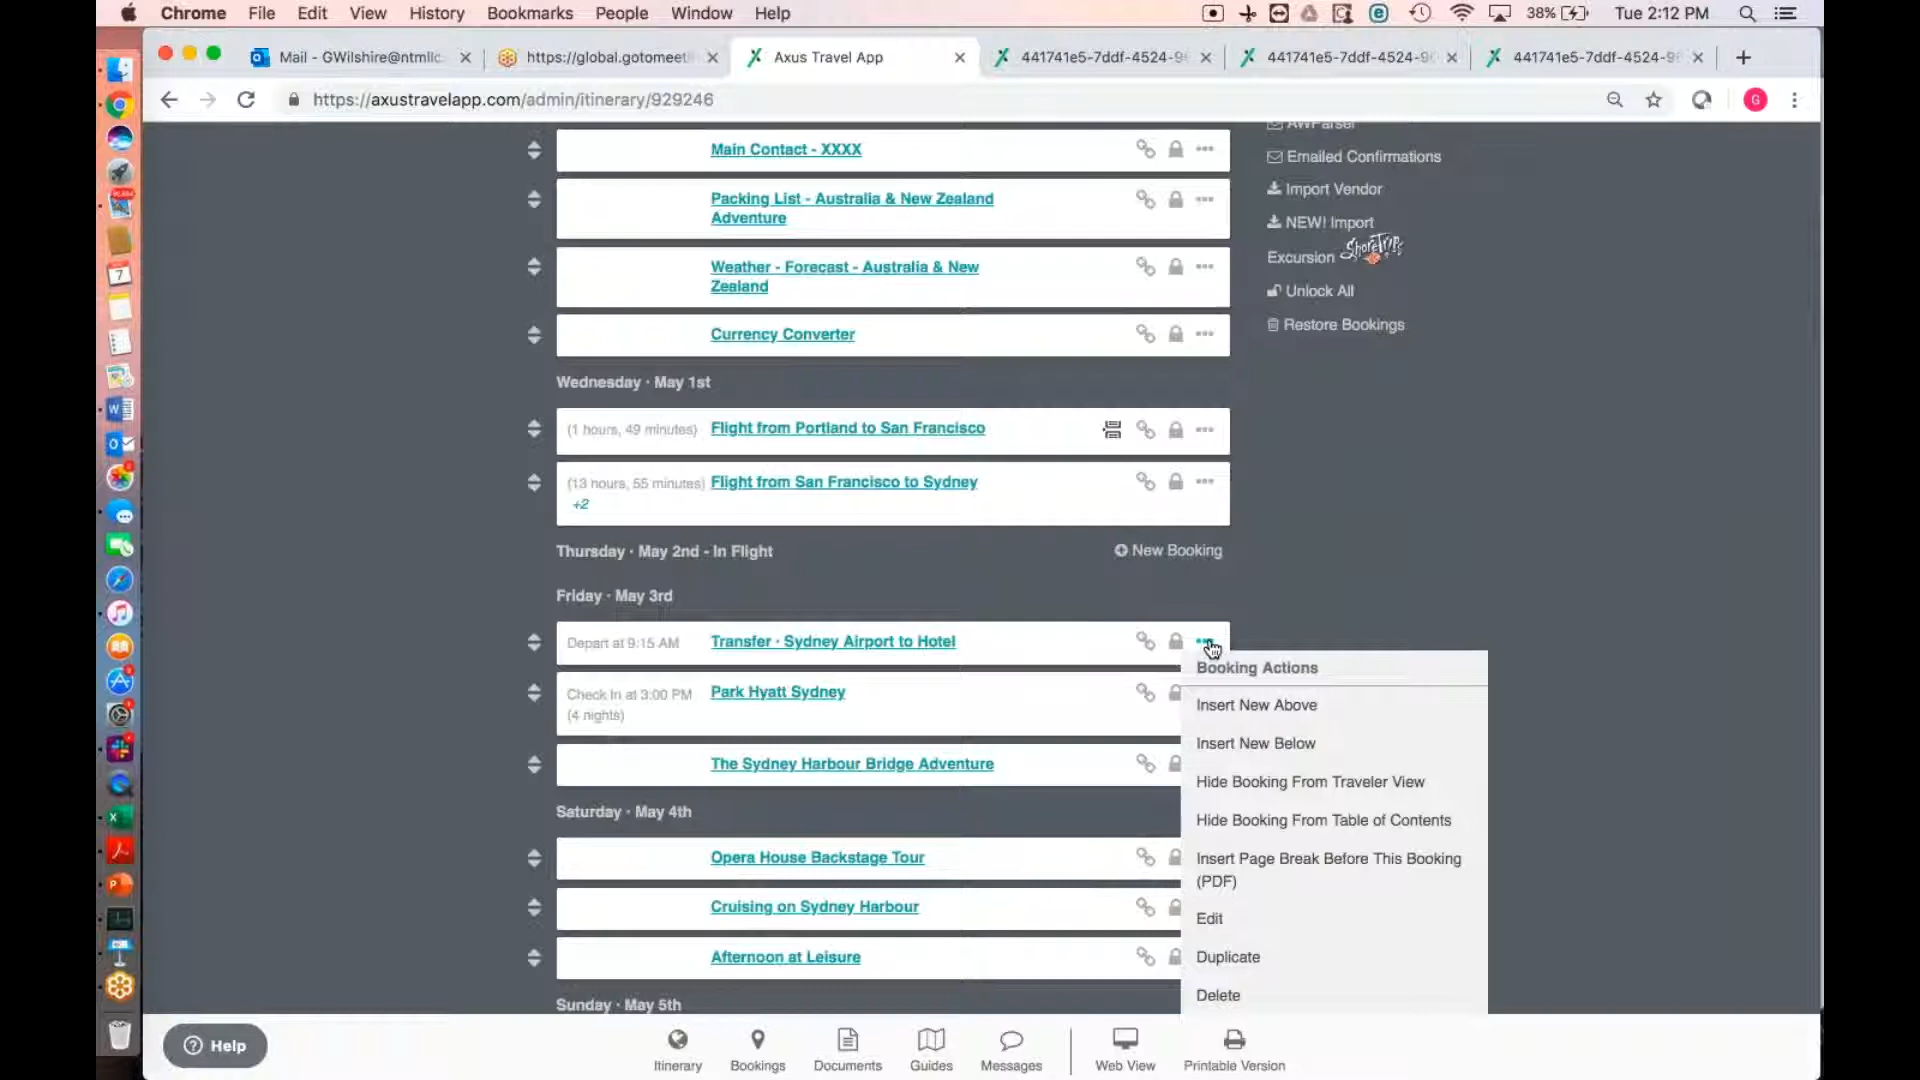 Chrome File Edit View History Bookmarks People Window Help 38% Tue 2:12 PM
Mail - GWilshire@ntmllc https://global.gotomeet Axus Travel App 441741e5-7ddf-4524-9 441741e5-7ddf-4524-9 441741e5-7ddf-4524-9
https://axustravelapp.com/admin/itinerary/929246 G
AWParser
Main Contact - XXXX
Emailed Confirmations
Import Vendor
Packing List - Australia & New Zealand
Adventure
NEW! Import
Excursion ShoreTrips
Weather - Forecast - Australia & New
Zealand
Unlock All
Restore Bookings
Currency Converter
Wednesday · May 1st
(1 hours, 49 minutes) Flight from Portland to San Francisco
(13 hours, 55 minutes) Flight from San Francisco to Sydney
+2
Thursday · May 2nd - In Flight New Booking
Friday · May 3rd
Depart at 9:15 AM Transfer · Sydney Airport to Hotel
Check In at 3:00 PM Park Hyatt Sydney
(4 nights)
The Sydney Harbour Bridge Adventure
Saturday · May 4th
Opera House Backstage Tour
Cruising on Sydney Harbour
Afternoon at Leisure
Sunday · May 5th
Booking Actions
Insert New Above
Insert New Below
Hide Booking From Traveler View
Hide Booking From Table of Contents
Insert Page Break Before This Booking
(PDF)
Edit
Duplicate
Delete
Help
Itinerary Bookings Documents Guides Messages Web View Printable Version
7